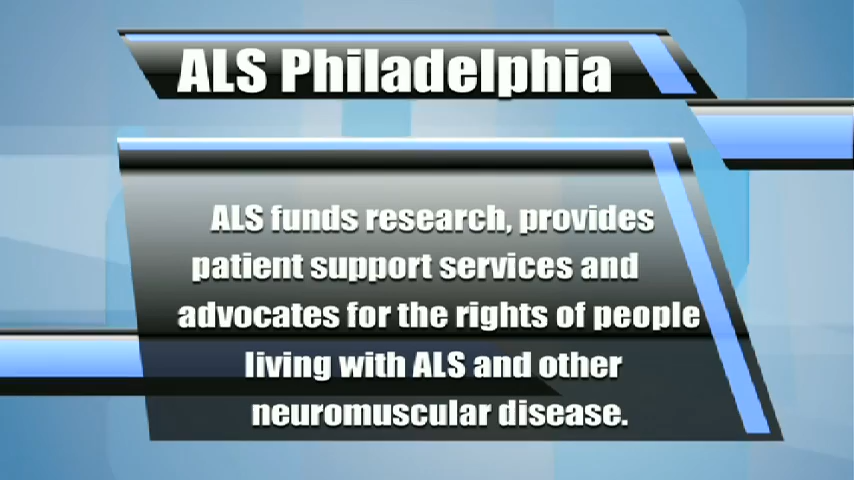 ALS Philadelphia
ALS funds research, provides
patient support services and
advocates for the rights of people
living with ALS and other
neuromuscular disease.